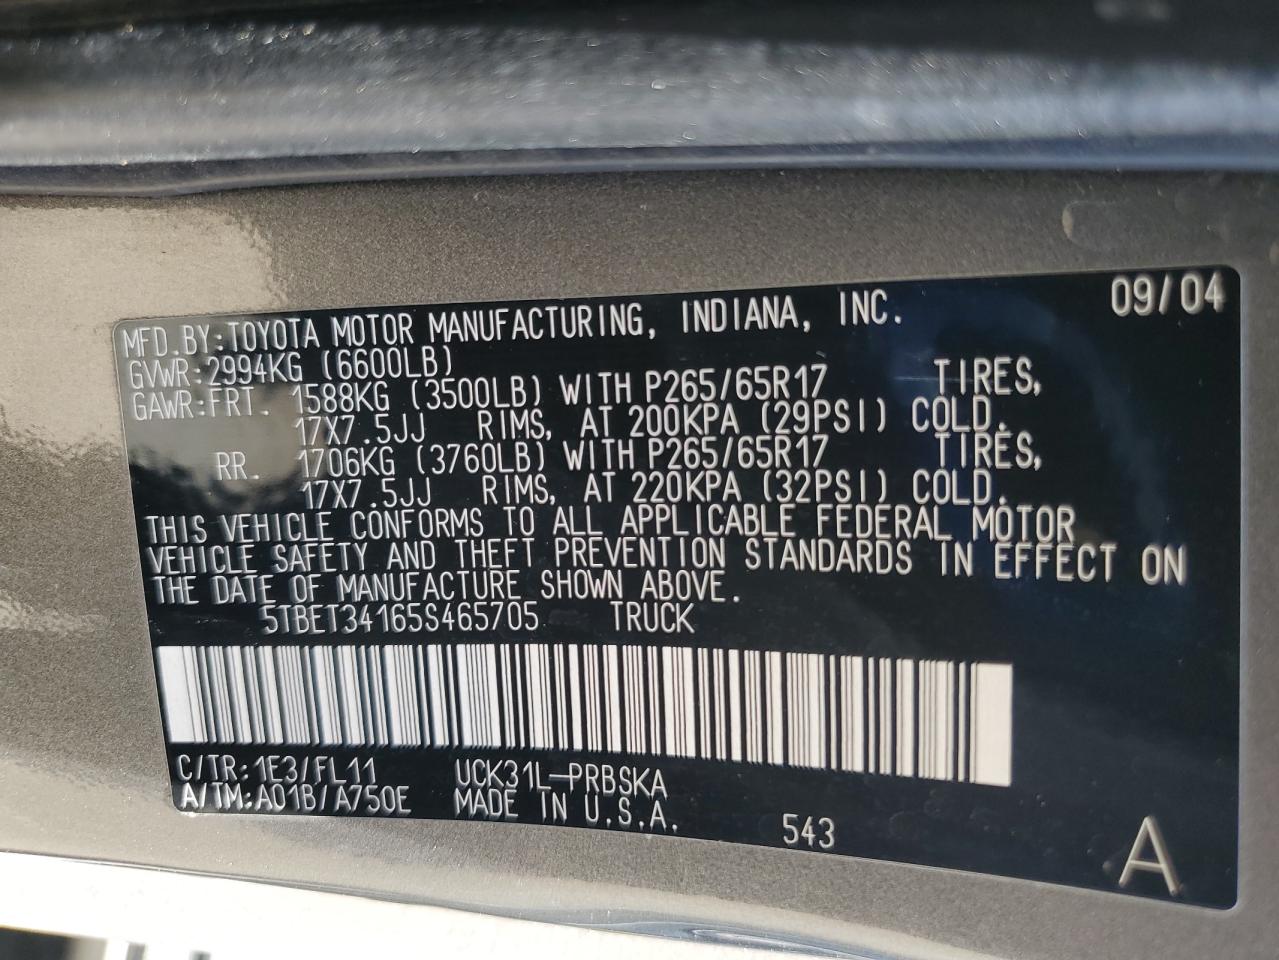 09/04
MFD.BY:TOYOTA MOTOR MANUFACTURING, INDIANA, INC.
GVWR:2994KG (6600LB)
GAWR:FRT. 1588KG (3500LB) WITH P265/65R17 TIRES,
17X7.5JJ RIMS, AT 200KPA (29PSI) COLD.
RR. 1706KG (3760LB) WITH P265/65R17 TIRES,
17X7.5JJ RIMS, AT 220KPA (32PSI) COLD.
THIS VEHICLE CONFORMS TO ALL APPLICABLE FEDERAL MOTOR
VEHICLE SAFETY AND THEFT PREVENTION STANDARDS IN EFFECT ON
THE DATE OF MANUFACTURE SHOWN ABOVE.
5TBET34165S465705 TRUCK
C/TR:1E3/FL11 UCK31L-PRBSKA
A/TM:A01B/A750E MADE IN U.S.A.
543
A